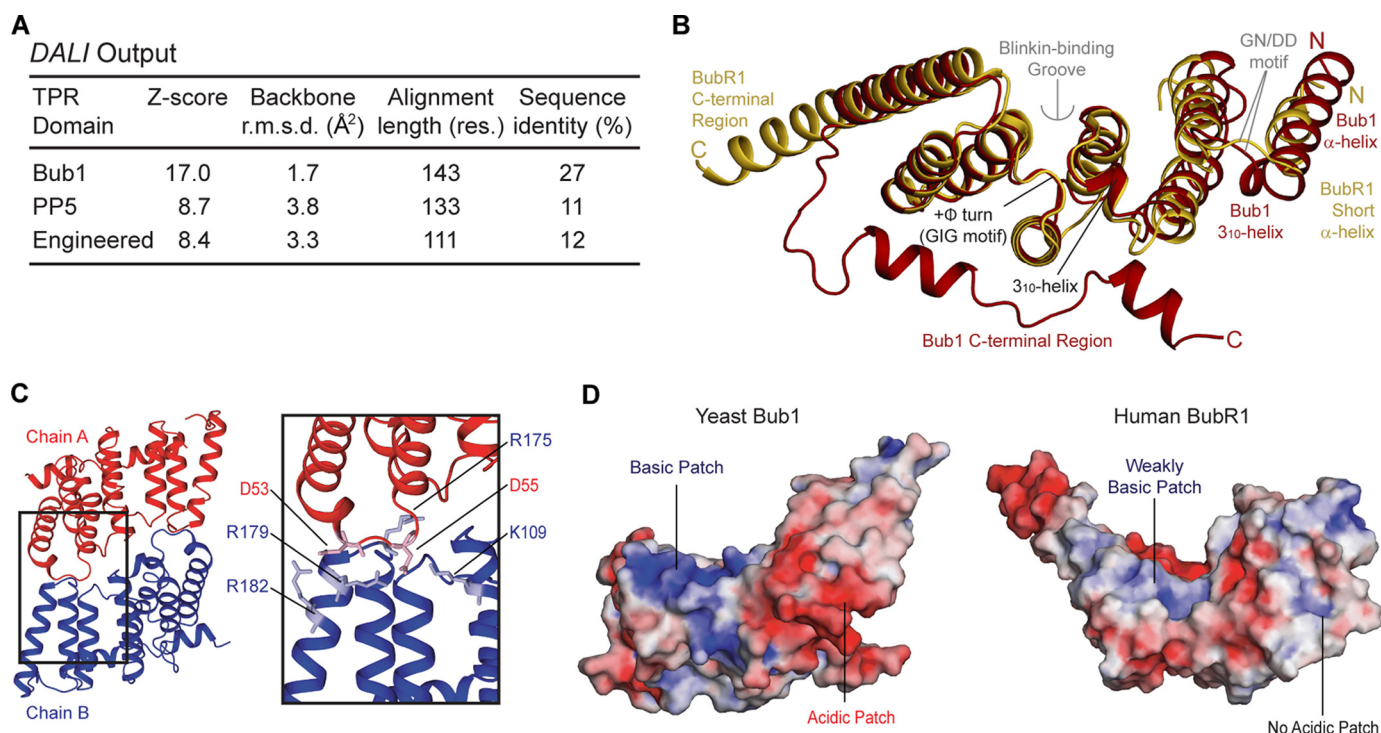 A
DALI Output
TPR Domain Z-score Backbone r.m.s.d. (Å²) Alignment length (res.) Sequence identity (%)
Bub1 17.0 1.7 143 27
PP5 8.7 3.8 133 11
Engineered 8.4 3.3 111 12
B
BubR1
C-terminal
Region
C
Blinkin-binding
Groove
GN/DD
motif
N
N
Bub1
α-helix
BubR1
Short
α-helix
Bub1
3₁₀-helix
+Φ turn
(GIG motif)
3₁₀-helix
Bub1 C-terminal Region
C
C
Chain A
Chain B
D53
R179
R182
R175
D55
K109
D
Yeast Bub1
Basic Patch
Acidic Patch
Human BubR1
Weakly
Basic Patch
No Acidic Patch